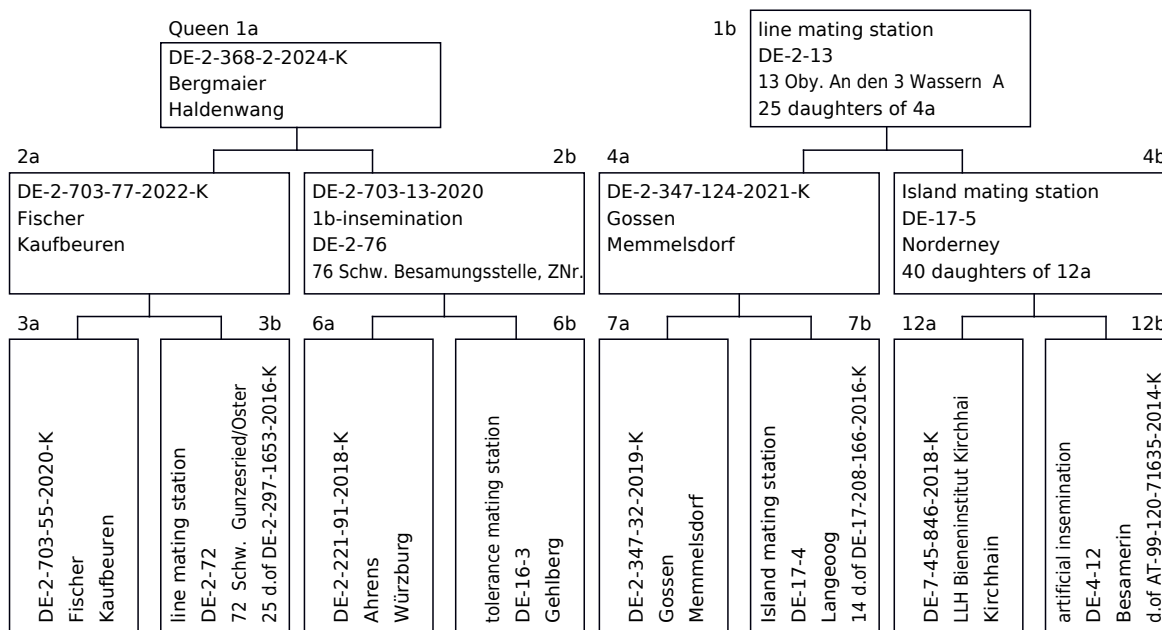 Queen 1a
DE-2-368-2-2024-K
Bergmaier
Haldenwang
1b
line mating station
DE-2-13
13 Oby. An den 3 Wassern  A
25 daughters of 4a
2a
DE-2-703-77-2022-K
Fischer
Kaufbeuren
2b
DE-2-703-13-2020
1b-insemination
DE-2-76
76 Schw. Besamungsstelle, ZNr.
4a
DE-2-347-124-2021-K
Gossen
Memmelsdorf
4b
Island mating station
DE-17-5
Norderney
40 daughters of 12a
3a
DE-2-703-55-2020-K
Fischer
Kaufbeuren
3b
line mating station
DE-2-72
72  Schw.  Gunzesried/Oster
25 d.of DE-2-297-1653-2016-K
6a
DE-2-221-91-2018-K
Ahrens
Würzburg
6b
tolerance mating station
DE-16-3
Gehlberg
7a
DE-2-347-32-2019-K
Gossen
Memmelsdorf
7b
Island mating station
DE-17-4
Langeoog
14 d.of DE-17-208-166-2016-K
12a
DE-7-45-846-2018-K
LLH Bieneninstitut Kirchhai
Kirchhain
12b
artificial insemination
DE-4-12
Besamerin
d.of AT-99-120-71635-2014-K